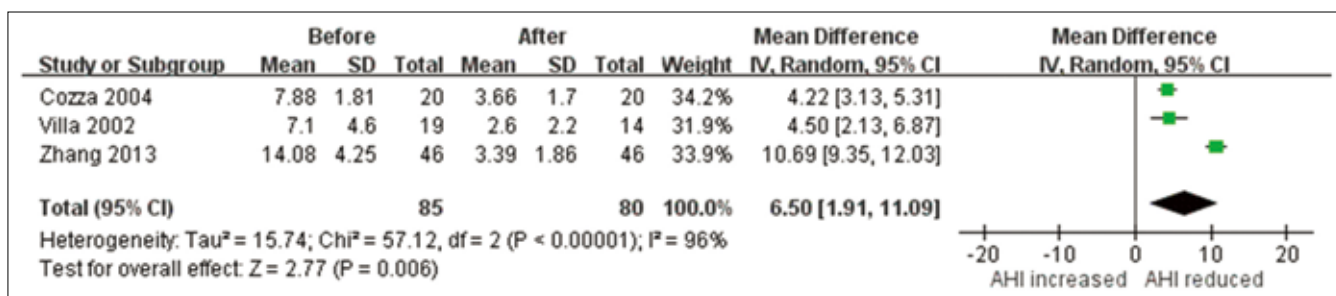 Before After Mean Difference Mean Difference
Study or Subgroup Mean SD Total Mean SD Total Weight IV, Random, 95% CI IV, Random, 95% CI
Cozza 2004 7.88 1.81 20 3.66 1.7 20 34.2% 4.22 [3.13, 5.31]
Villa 2002 7.1 4.6 19 2.6 2.2 14 31.9% 4.50 [2.13, 6.87]
Zhang 2013 14.08 4.25 46 3.39 1.86 46 33.9% 10.69 [9.35, 12.03]
Total (95% CI) 85 80 100.0% 6.50 [1.91, 11.09]
Heterogeneity: Tau² = 15.74; Chi² = 57.12, df = 2 (P < 0.00001); I² = 96%
Test for overall effect: Z = 2.77 (P = 0.006)
-20 -10 0 10 20
AHI increased AHI reduced